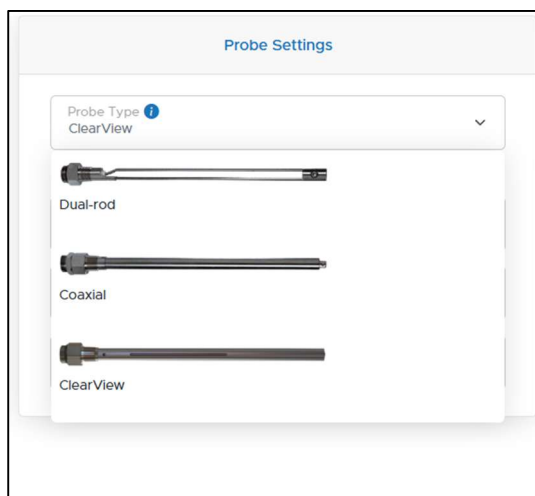 Probe Settings
Probe Type i
ClearView
Dual-rod
Coaxial
ClearView